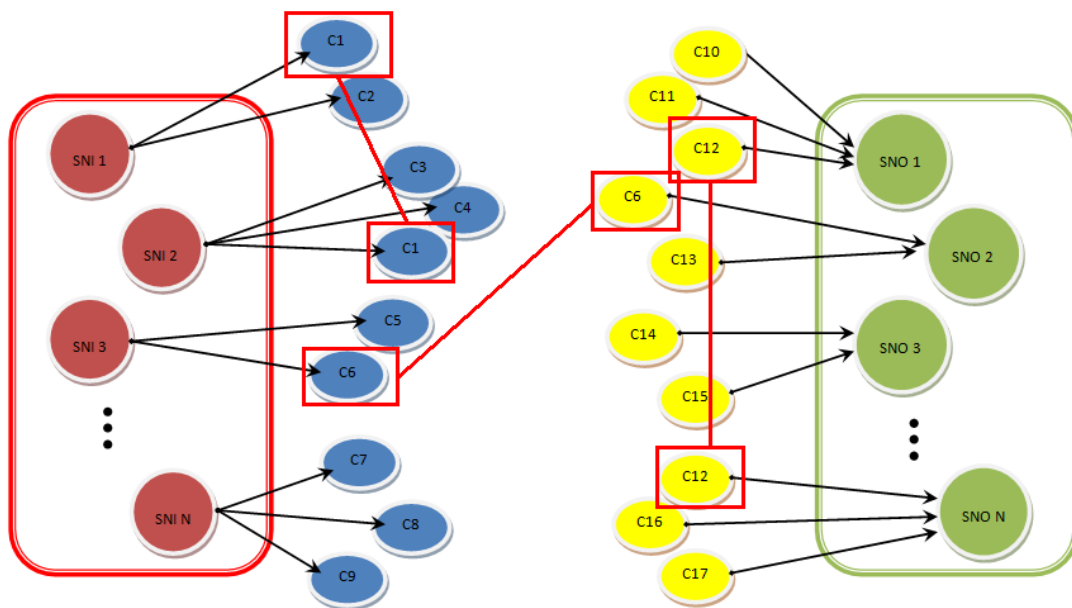 C1
C2
SNI 1
C3
C4
SNI 2
C1
C5
SNI 3
C6
C7
SNI N
C8
C9
C10
C11
C12
SNO 1
C6
C13
SNO 2
C14
SNO 3
C15
C12
SNO N
C16
C17